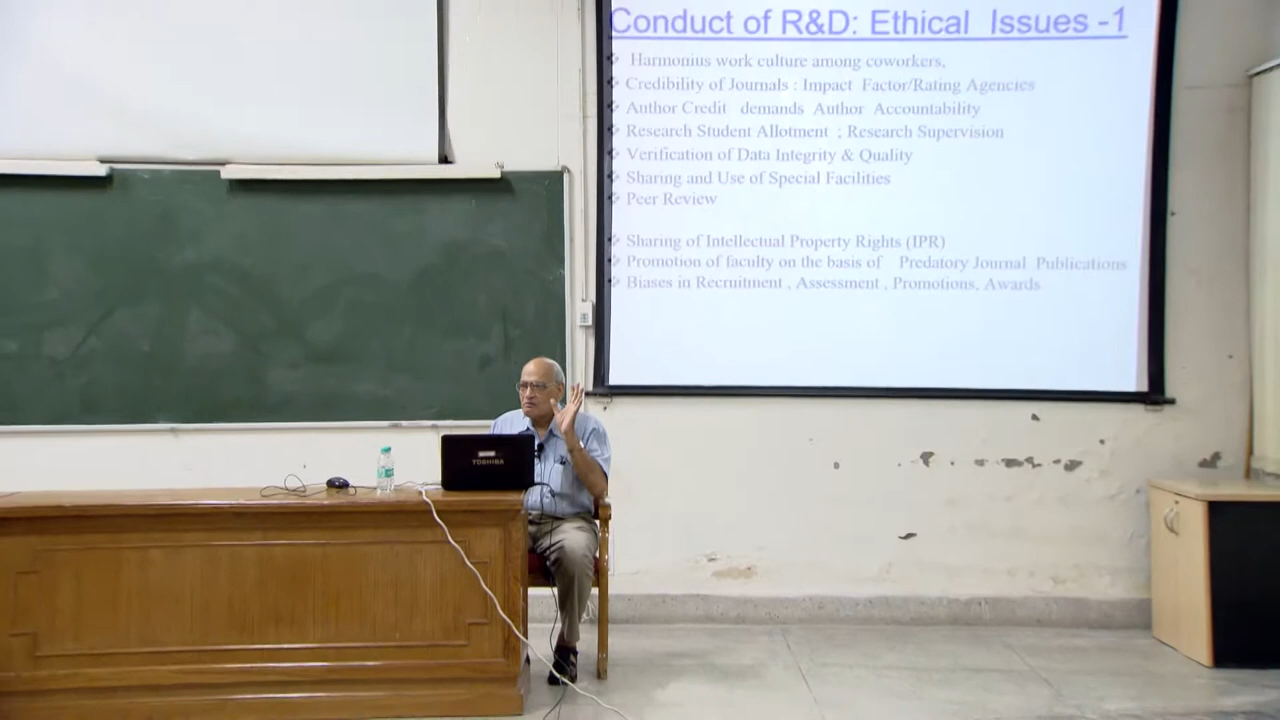 Conduct of R&D: Ethical Issues -1
Harmonius work culture among coworkers,
Credibility of Journals : Impact Factor/Rating Agencies
Author Credit demands Author Accountability
Research Student Allotment ; Research Supervision
Verification of Data Integrity & Quality
Sharing and Use of Special Facilities
Peer Review
Sharing of Intellectual Property Rights (IPR)
Promotion of faculty on the basis of Predatory Journal Publications
Biases in Recruitment , Assessment , Promotions, Awards
TOSHIBA